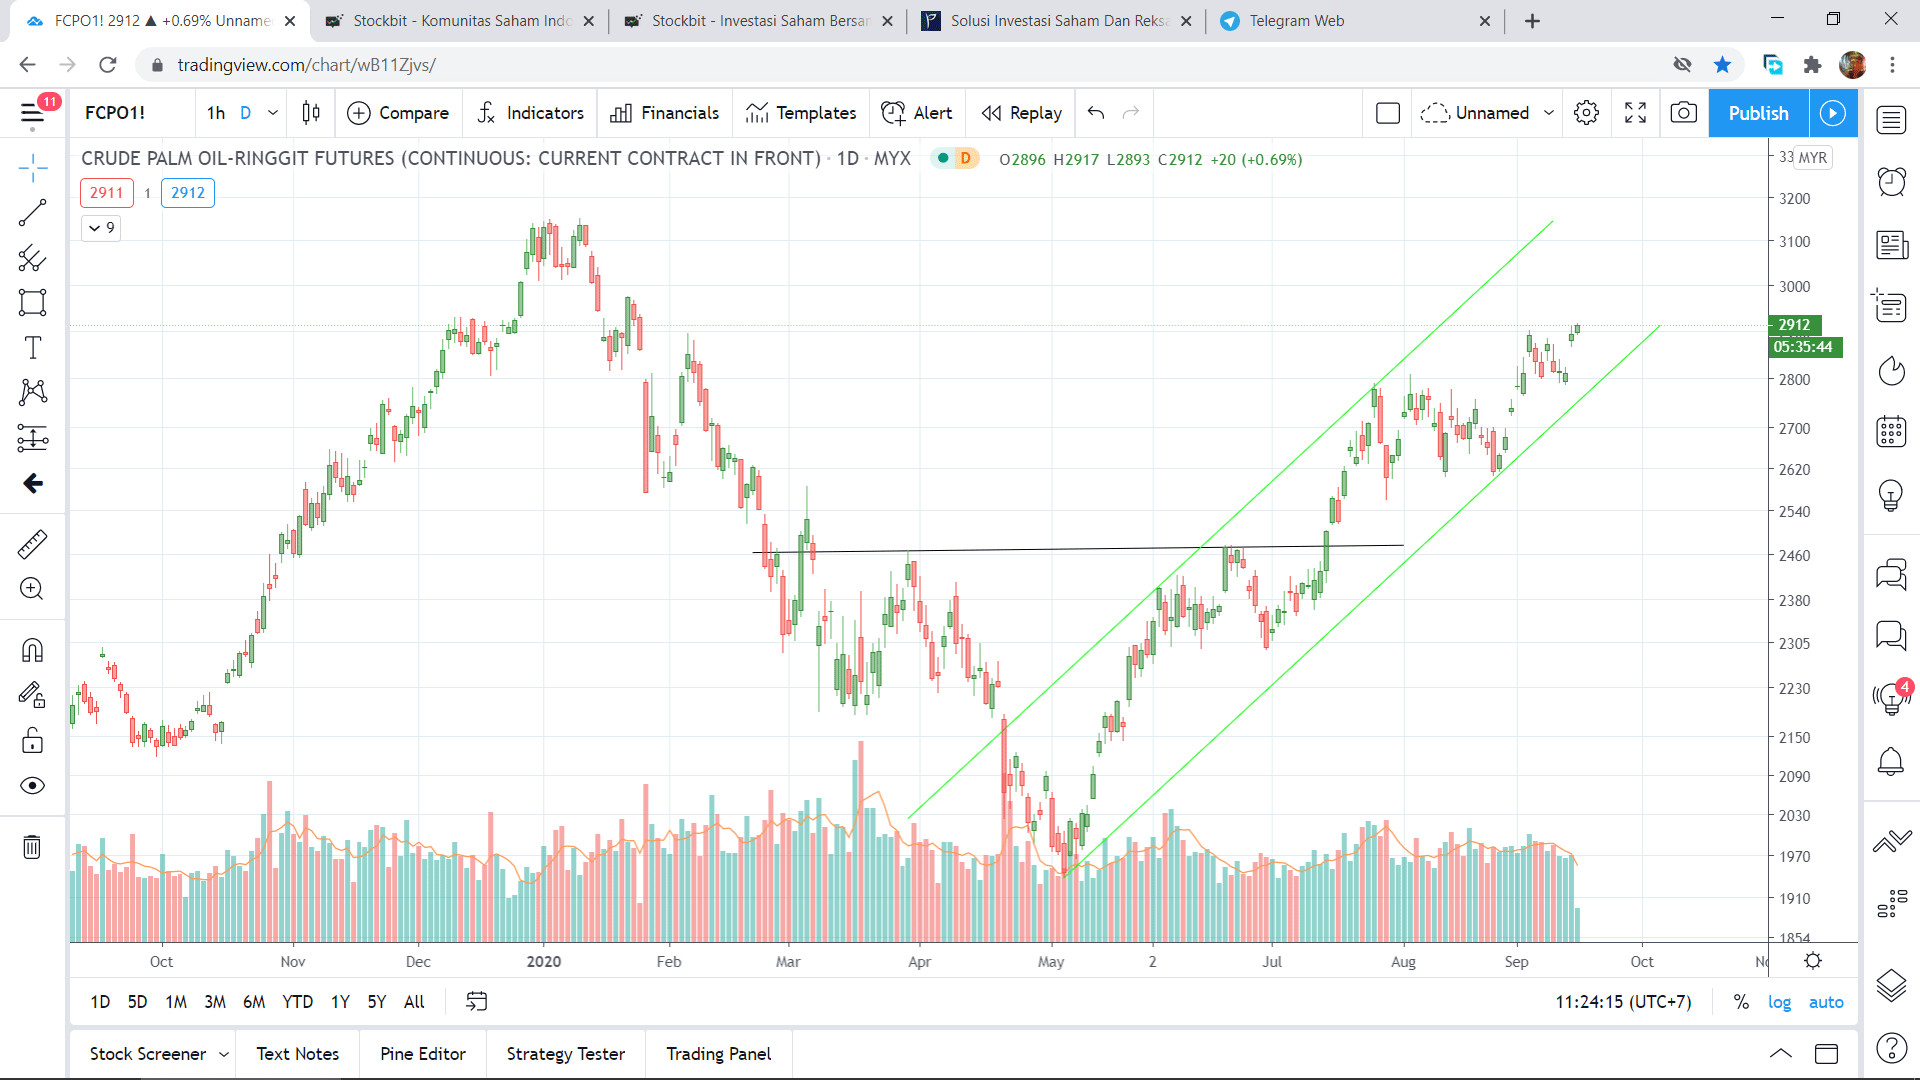 FCPO1! 2912 ▲ +0.69% Unname
Stockbit - Komunitas Saham Indo
Stockbit - Investasi Saham Bersan
Solusi Investasi Saham Dan Reksa
Telegram Web
tradingview.com/chart/wB11Zjvs/
11
FCPO1!
1h D
Compare
Indicators
Financials
Templates
Alert
Replay
Unnamed
Publish
CRUDE PALM OIL-RINGGIT FUTURES (CONTINUOUS: CURRENT CONTRACT IN FRONT) · 1D · MYX
D
O2896 H2917 L2893 C2912 +20 (+0.69%)
33
MYR
2911 1 2912
9
3200
3100
3000
2912
05:35:44
2800
2700
2620
2540
2460
2380
2305
2230
2150
2090
2030
1970
1910
1854
4
Oct Nov Dec 2020 Feb Mar Apr May 2 Jul Aug Sep Oct No
1D 5D 1M 3M 6M YTD 1Y 5Y All
11:24:15 (UTC+7) % log auto
Stock Screener Text Notes Pine Editor Strategy Tester Trading Panel